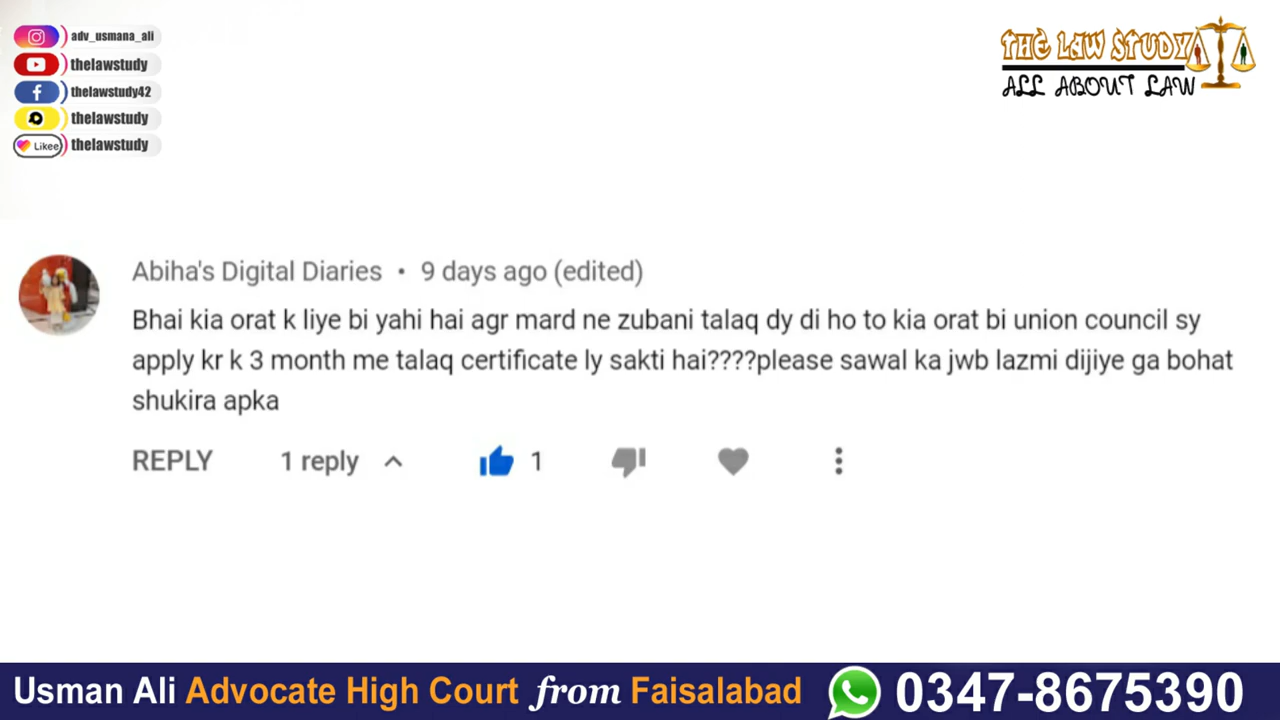 adv_usmana_ali
thelawstudy
thelawstudy42
thelawstudy
Likee
thelawstudy
THE LAW STUDY
ALL ABOUT LAW
Abiha's Digital Diaries • 9 days ago (edited)
Bhai kia orat k liye bi yahi hai agr mard ne zubani talaq dy di ho to kia orat bi union council sy
apply kr k 3 month me talaq certificate ly sakti hai????please sawal ka jwb lazmi dijiye ga bohat
shukira apka
REPLY 1 reply 1
Usman Ali Advocate High Court from Faisalabad 0347-8675390